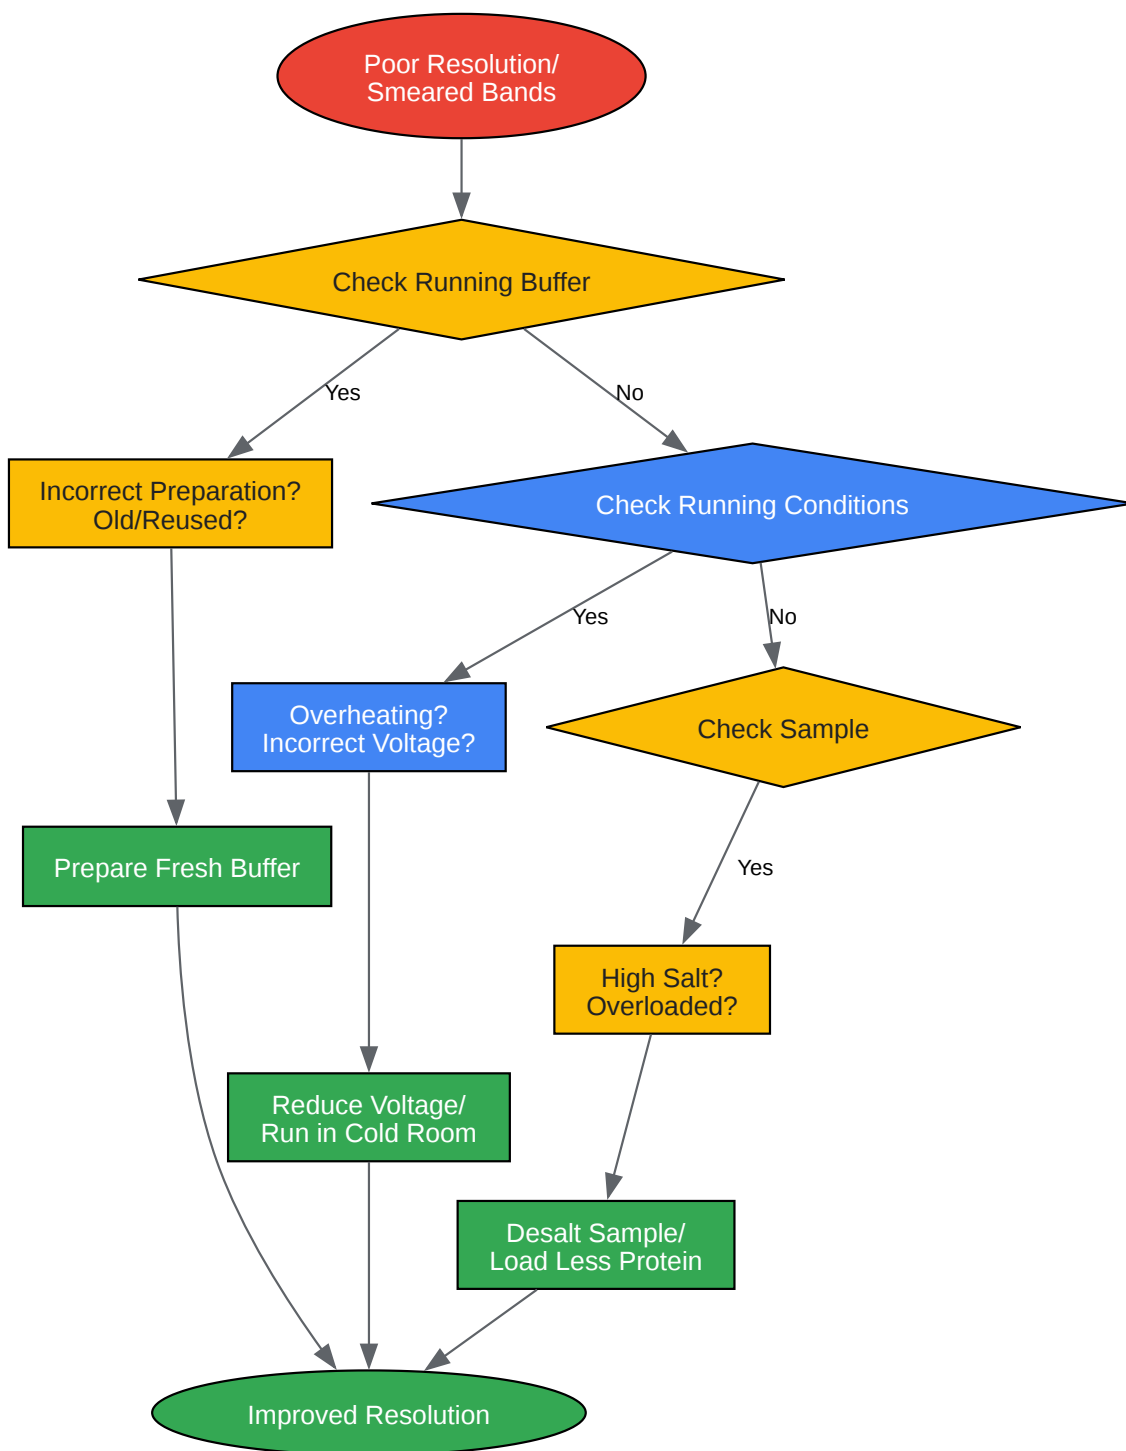 Poor Resolution/
Smeared Bands
Check Running Buffer
Yes
No
Incorrect Preparation?
Old/Reused?
Check Running Conditions
Yes
No
Overheating?
Incorrect Voltage?
Check Sample
Prepare Fresh Buffer
Yes
High Salt?
Overloaded?
Reduce Voltage/
Run in Cold Room
Desalt Sample/
Load Less Protein
Improved Resolution